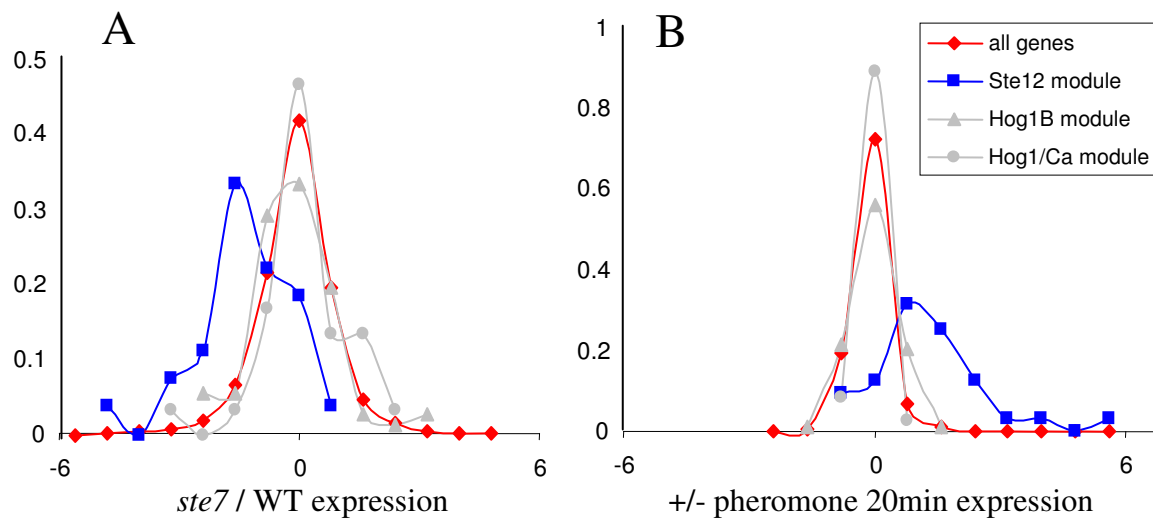 A
0.5
0.4
0.3
0.2
0.1
0
-6
0
6
ste7 / WT expression
B
1
0.8
0.6
0.4
0.2
0
-6
0
6
+/- pheromone 20min expression
all genes
Ste12 module
Hog1B module
Hog1/Ca module